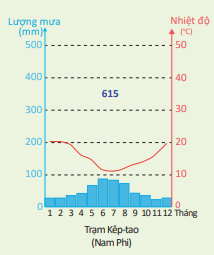 Lượng mưa Nhiệt độ
(mm) (°C)
500 50
400 40
615
300 30
200 20
100 10
0 0
1 2 3 4 5 6 7 8 9 10 11 12 Tháng
Trạm Kêp-tao
(Nam Phi)